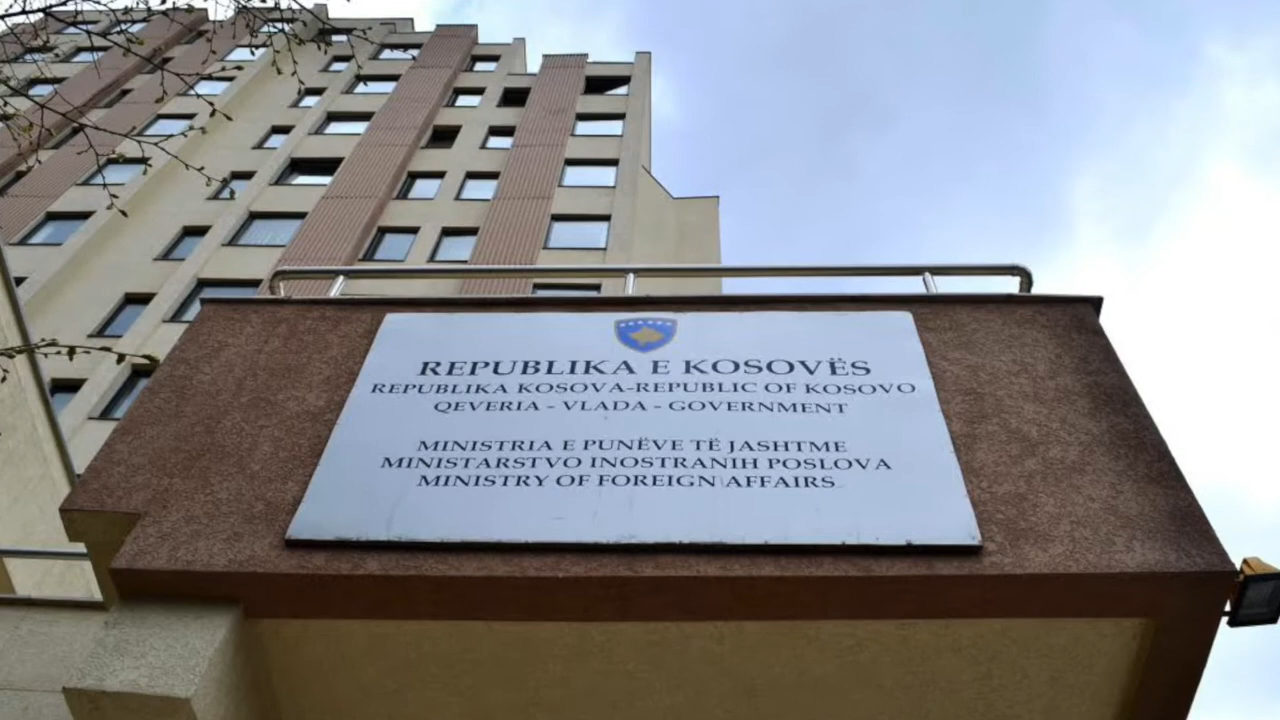 REPUBLIKA E KOSOVËS
REPUBLIKA KOSOVA-REPUBLIC OF KOSOVO
QEVERIA - VLADA - GOVERNMENT
MINISTRIA E PUNËVE TË JASHTME
MINISTARSTVO INOSTRANIH POSLOVA
MINISTRY OF FOREIGN AFFAIRS